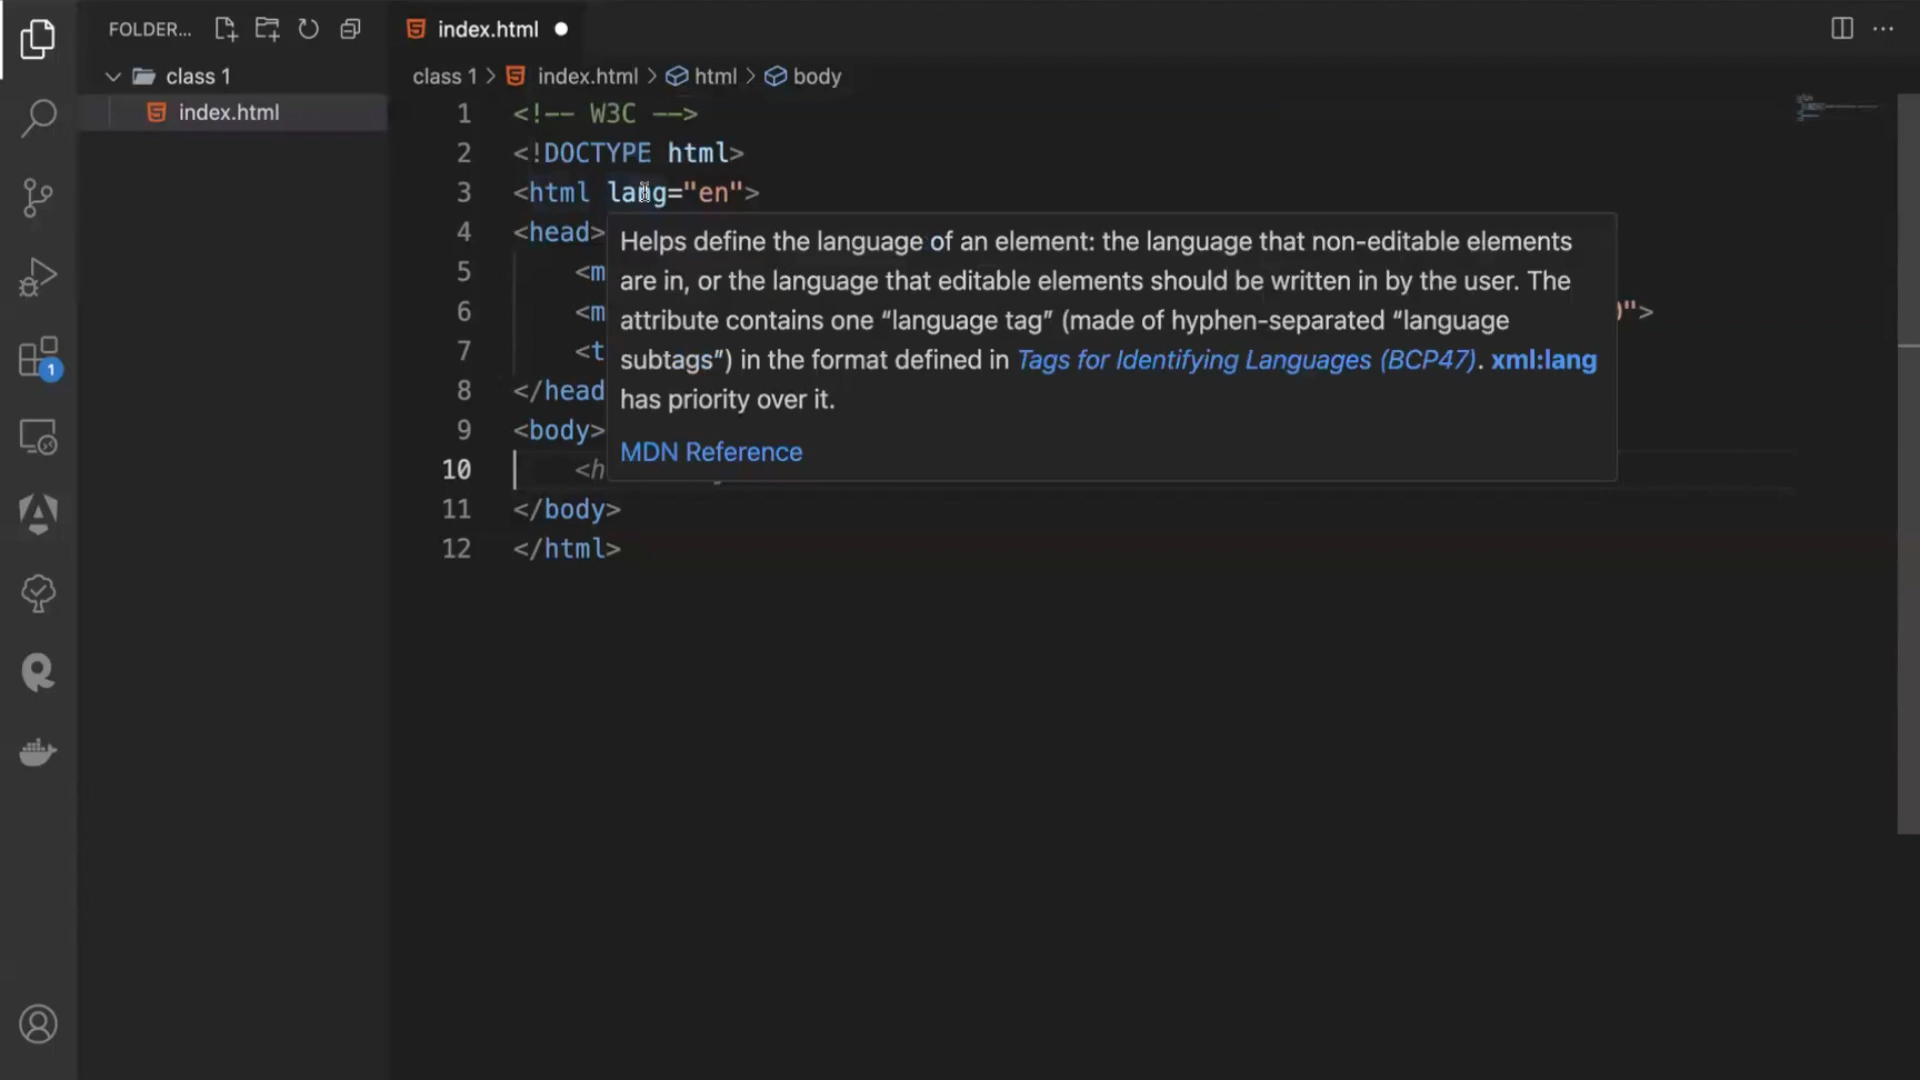 FOLDER...
index.html
class 1
index.html
class 1 > index.html > html > body
1 <!-- W3C -->
2 <!DOCTYPE html>
3 <html lang="en">
4 <head>
5 <m
6 <m 0">
7 <t
8 </head
9 <body>
10 <h
11 </body>
12 </html>
Helps define the language of an element: the language that non-editable elements
are in, or the language that editable elements should be written in by the user. The
attribute contains one “language tag” (made of hyphen-separated “language
subtags”) in the format defined in Tags for Identifying Languages (BCP47). xml:lang
has priority over it.
MDN Reference
1